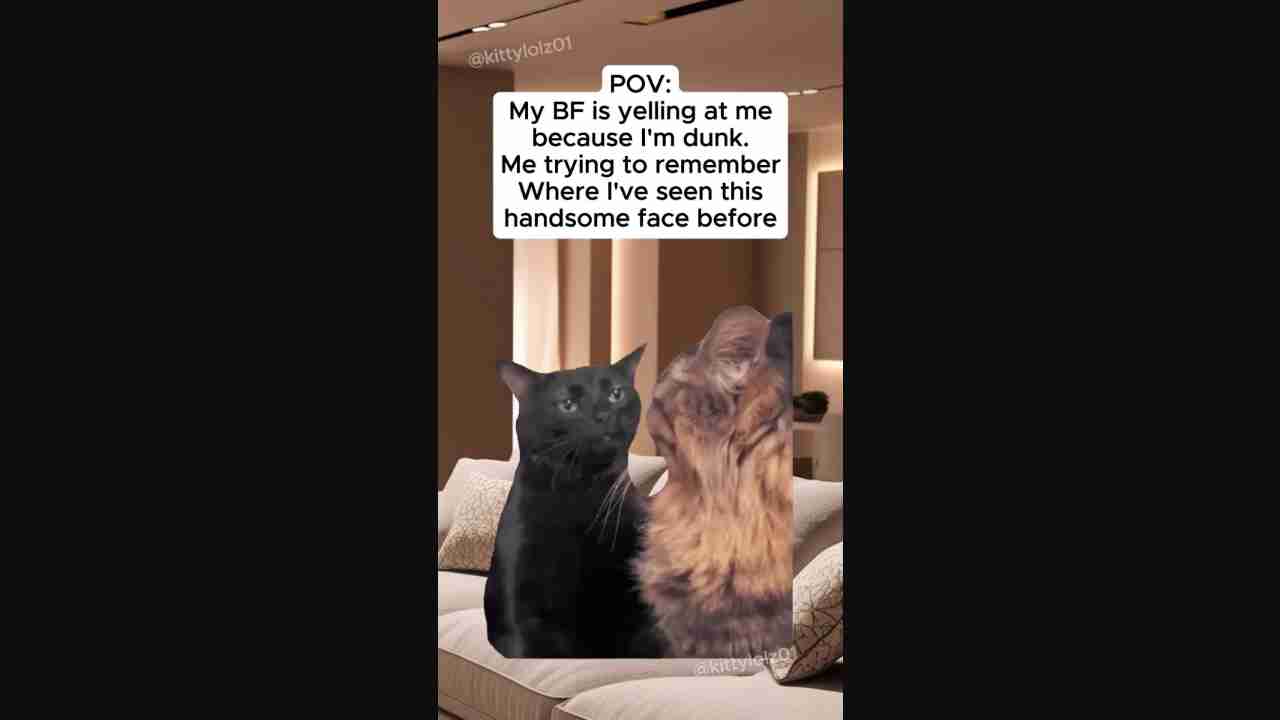 @kittylolz01
POV:
My BF is yelling at me
because I'm dunk.
Me trying to remember
Where I've seen this
handsome face before
@kittylolz01